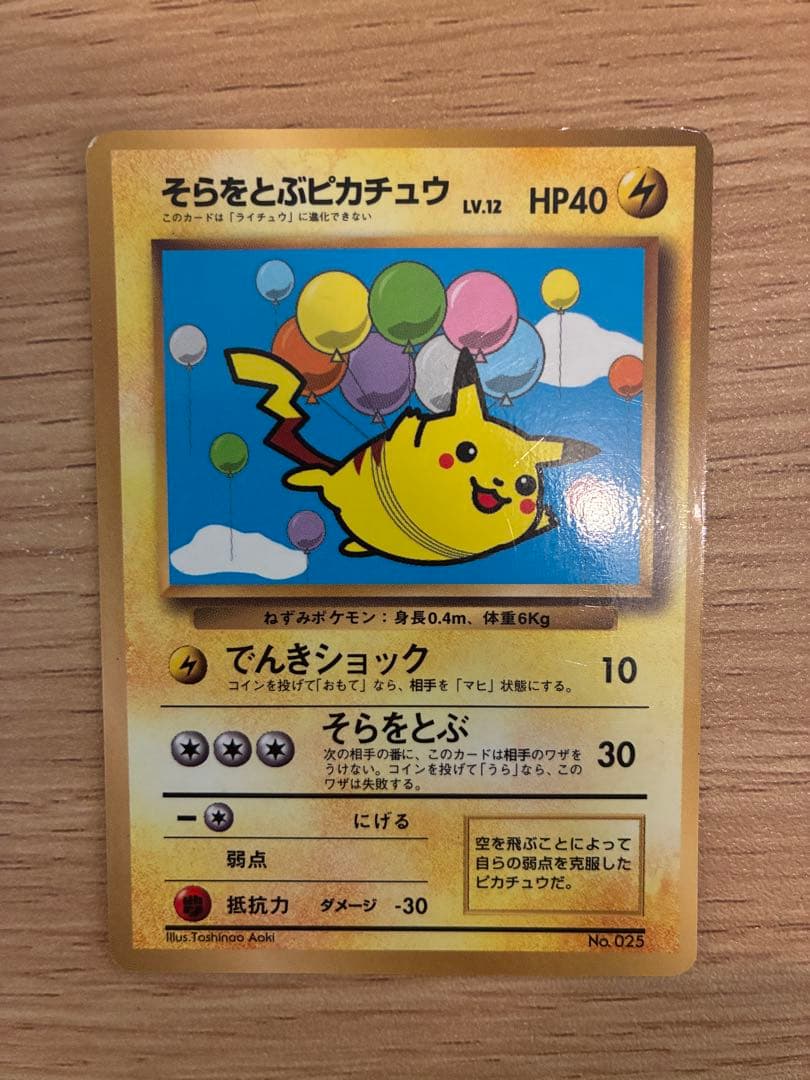 そらをとぶピカチュウ LV.12 HP40
このカードは「ライチュウ」に進化できない
ねずみポケモン：身長0.4m、体重6Kg
でんきショック 10
コインを投げて「おもて」なら、相手を「マヒ」状態にする。
そらをとぶ 30
次の相手の番に、このカードは相手のワザを
うけない。コインを投げて「うら」なら、この
ワザは失敗する。
にげる
弱点
抵抗力 ダメージ -30
空を飛ぶことによって
自らの弱点を克服した
ピカチュウだ。
Illus.Toshinao Aoki No.025